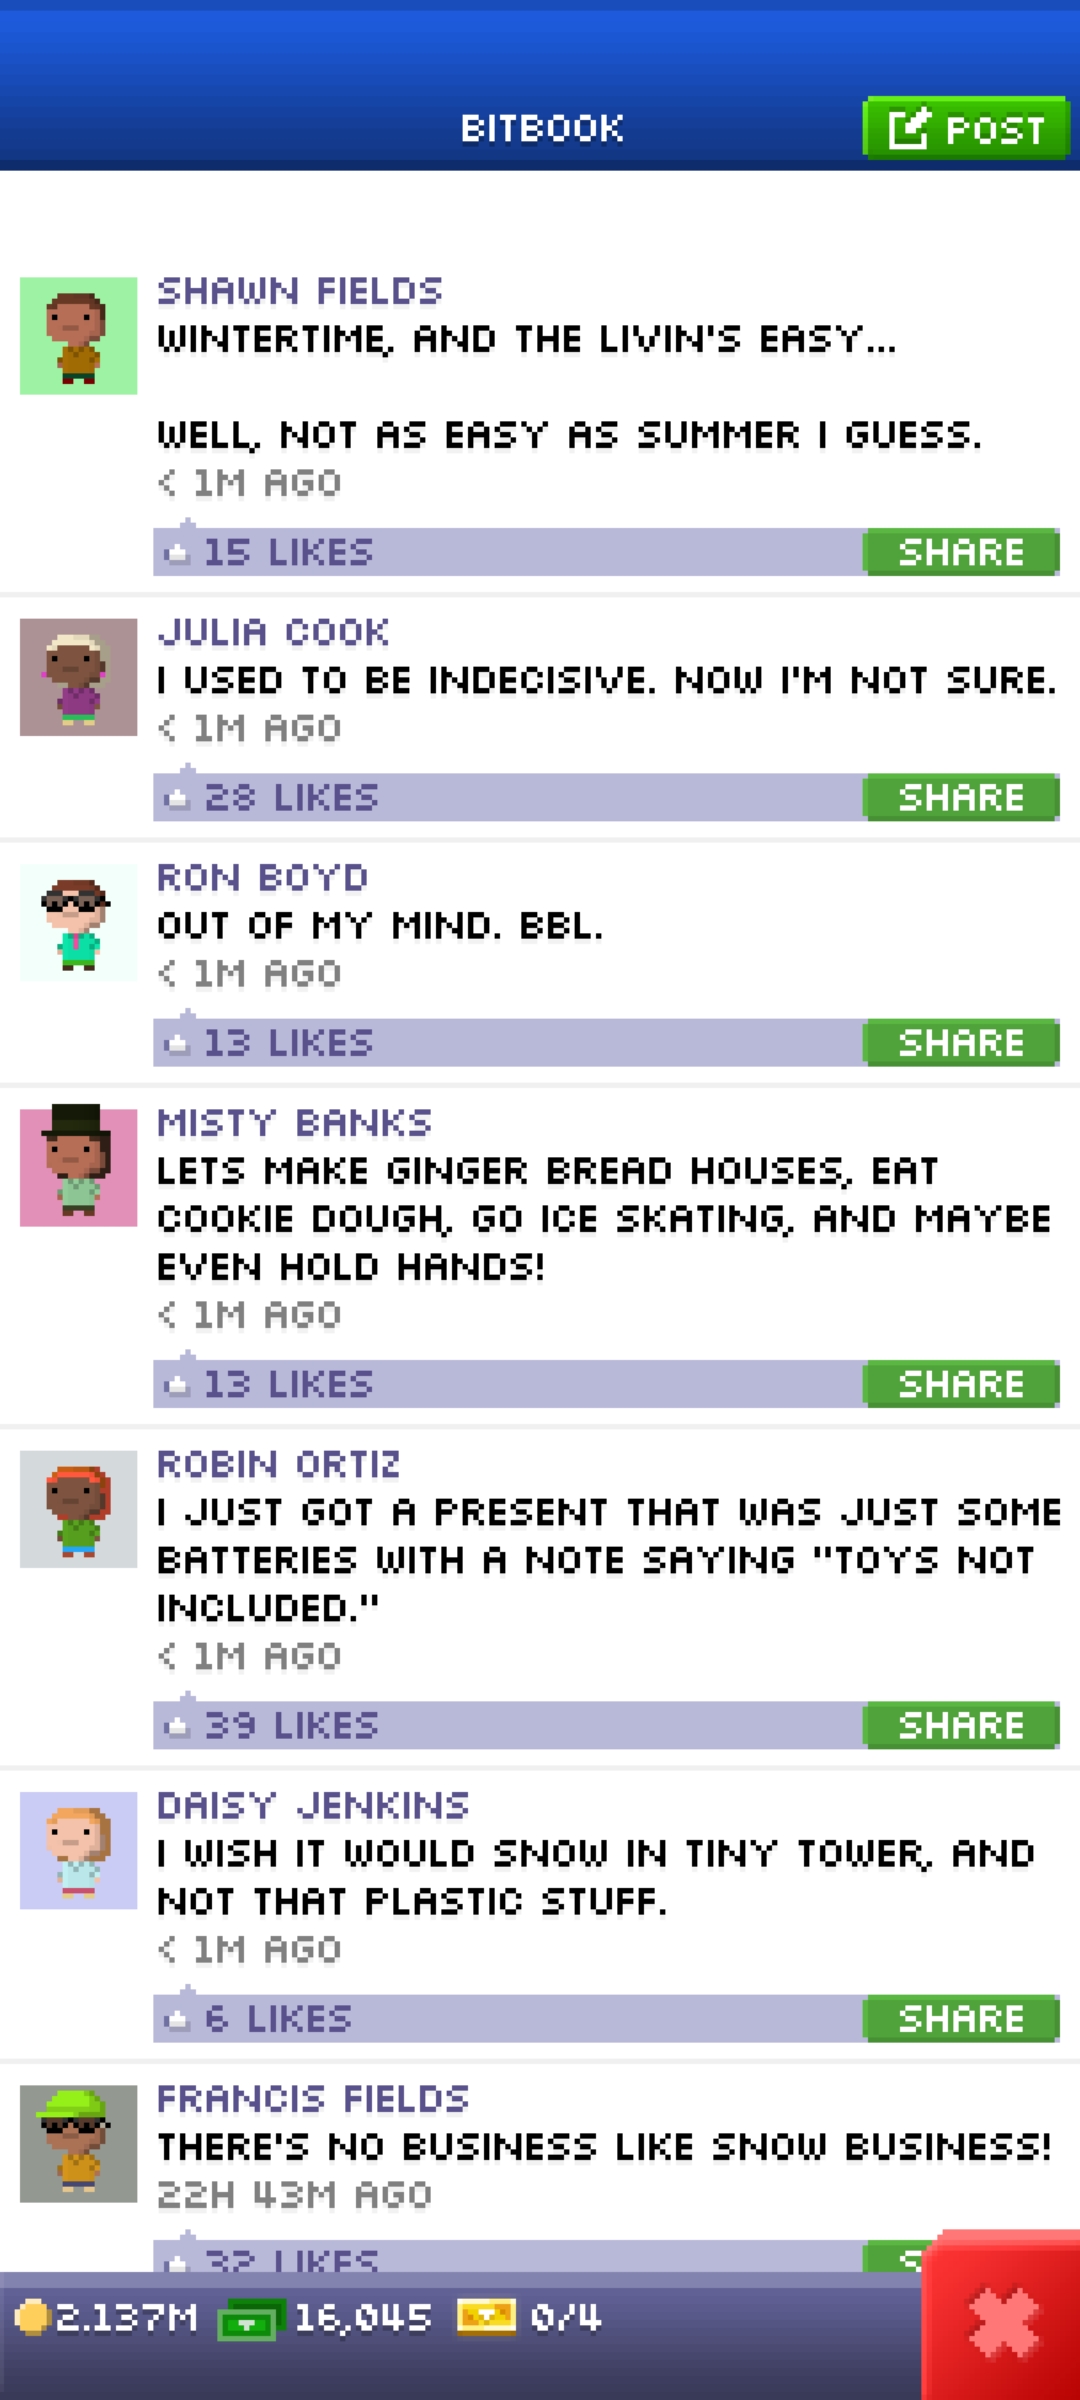 BITBOOK
POST
SHAWN FIELDS
WINTERTIME, AND THE LIVIN'S EASY...
WELL, NOT AS EASY AS SUMMER I GUESS.
< 1M AGO
15 LIKES
SHARE
JULIA COOK
I USED TO BE INDECISIVE. NOW I'M NOT SURE.
< 1M AGO
28 LIKES
SHARE
RON BOYD
OUT OF MY MIND. BBL.
< 1M AGO
13 LIKES
SHARE
MISTY BANKS
LETS MAKE GINGER BREAD HOUSES, EAT
COOKIE DOUGH, GO ICE SKATING, AND MAYBE
EVEN HOLD HANDS!
< 1M AGO
13 LIKES
SHARE
ROBIN ORTIZ
I JUST GOT A PRESENT THAT WAS JUST SOME
BATTERIES WITH A NOTE SAYING "TOYS NOT
INCLUDED."
< 1M AGO
39 LIKES
SHARE
DAISY JENKINS
I WISH IT WOULD SNOW IN TINY TOWER, AND
NOT THAT PLASTIC STUFF.
< 1M AGO
6 LIKES
SHARE
FRANCIS FIELDS
THERE'S NO BUSINESS LIKE SNOW BUSINESS!
22H 43M AGO
32 LIKES
2.137M 16,045 0/4